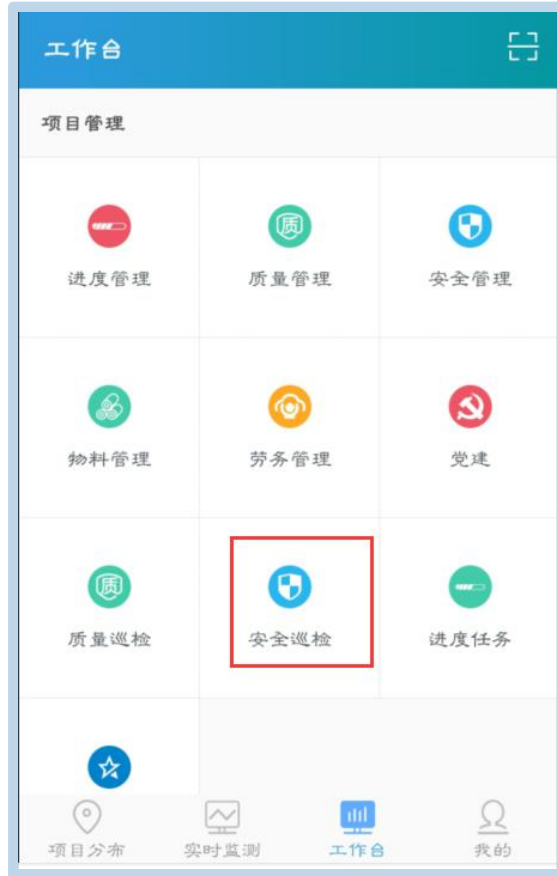 工作台
项目管理
进度管理 质量管理 安全管理
质
物料管理 劳务管理 党建
质量巡检 安全巡检 进度任务
质
项目分布 实时监测 工作台 我的